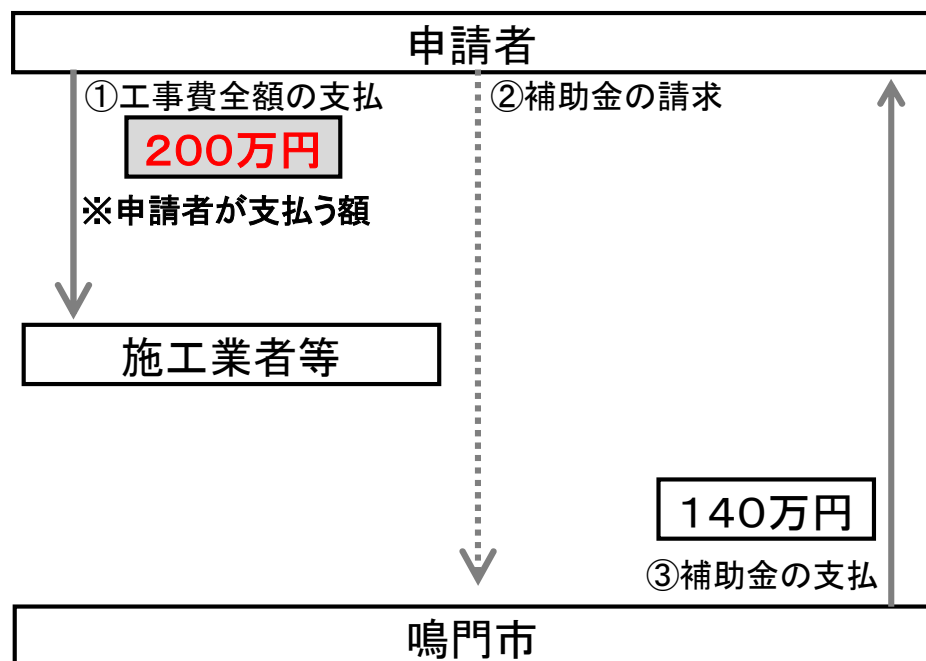 申請者
①工事費全額の支払
②補助金の請求
200万円
※申請者が支払う額
施工業者等
140万円
③補助金の支払
鳴門市